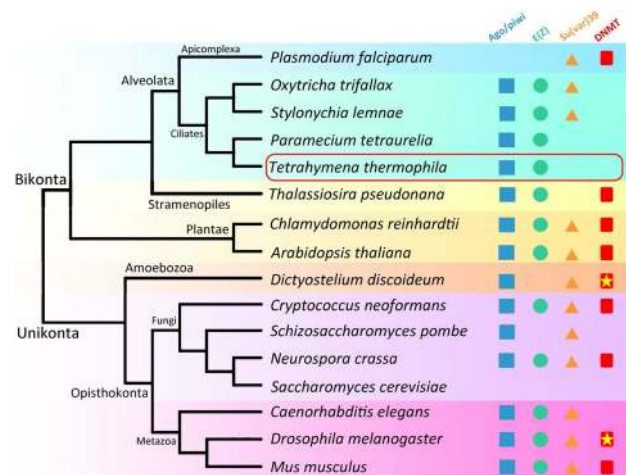 Ago/piwi E(Z) Su(var)39 DNMT
Apicomplexa
Plasmodium falciparum
Alveolata
Oxytricha trifallax
Stylonychia lemnae
Ciliates
Paramecium tetraurelia
Tetrahymena thermophila
Bikonta
Thalassiosira pseudonana
Stramenopiles
Chlamydomonas reinhardtii
Plantae
Arabidopsis thaliana
Amoebozoa
Dictyostelium discoideum
Cryptococcus neoformans
Fungi
Unikonta
Schizosaccharomyces pombe
Neurospora crassa
Saccharomyces cerevisiae
Opisthokonta
Caenorhabditis elegans
Metazoa
Drosophila melanogaster
Mus musculus